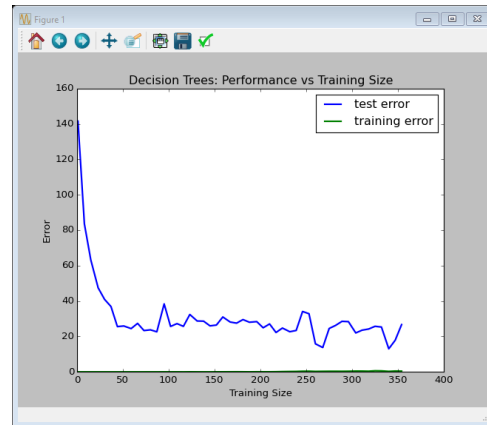 Figure 1
Decision Trees: Performance vs Training Size
160
140
120
100
80
60
40
20
0
Error
test error
training error
0 50 100 150 200 250 300 350 400
Training Size